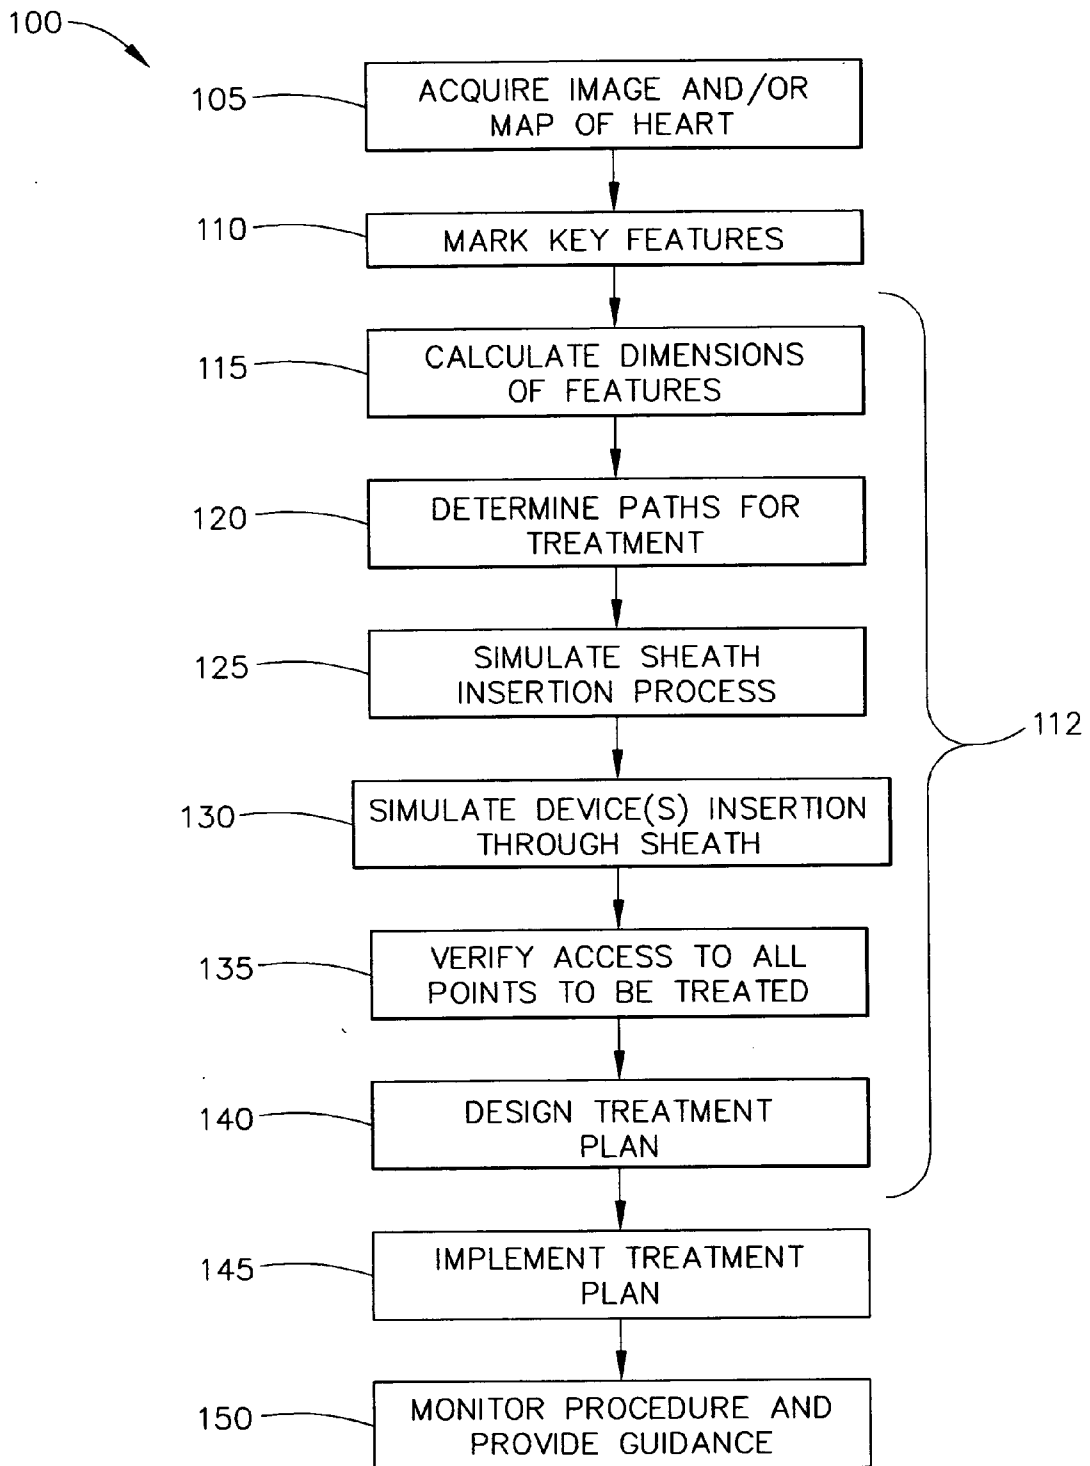 100
105
ACQUIRE IMAGE AND/OR
MAP OF HEART
110
MARK KEY FEATURES
115
CALCULATE DIMENSIONS
OF FEATURES
120
DETERMINE PATHS FOR
TREATMENT
125
SIMULATE SHEATH
INSERTION PROCESS
112
130
SIMULATE DEVICE(S) INSERTION
THROUGH SHEATH
135
VERIFY ACCESS TO ALL
POINTS TO BE TREATED
140
DESIGN TREATMENT
PLAN
145
IMPLEMENT TREATMENT
PLAN
150
MONITOR PROCEDURE AND
PROVIDE GUIDANCE